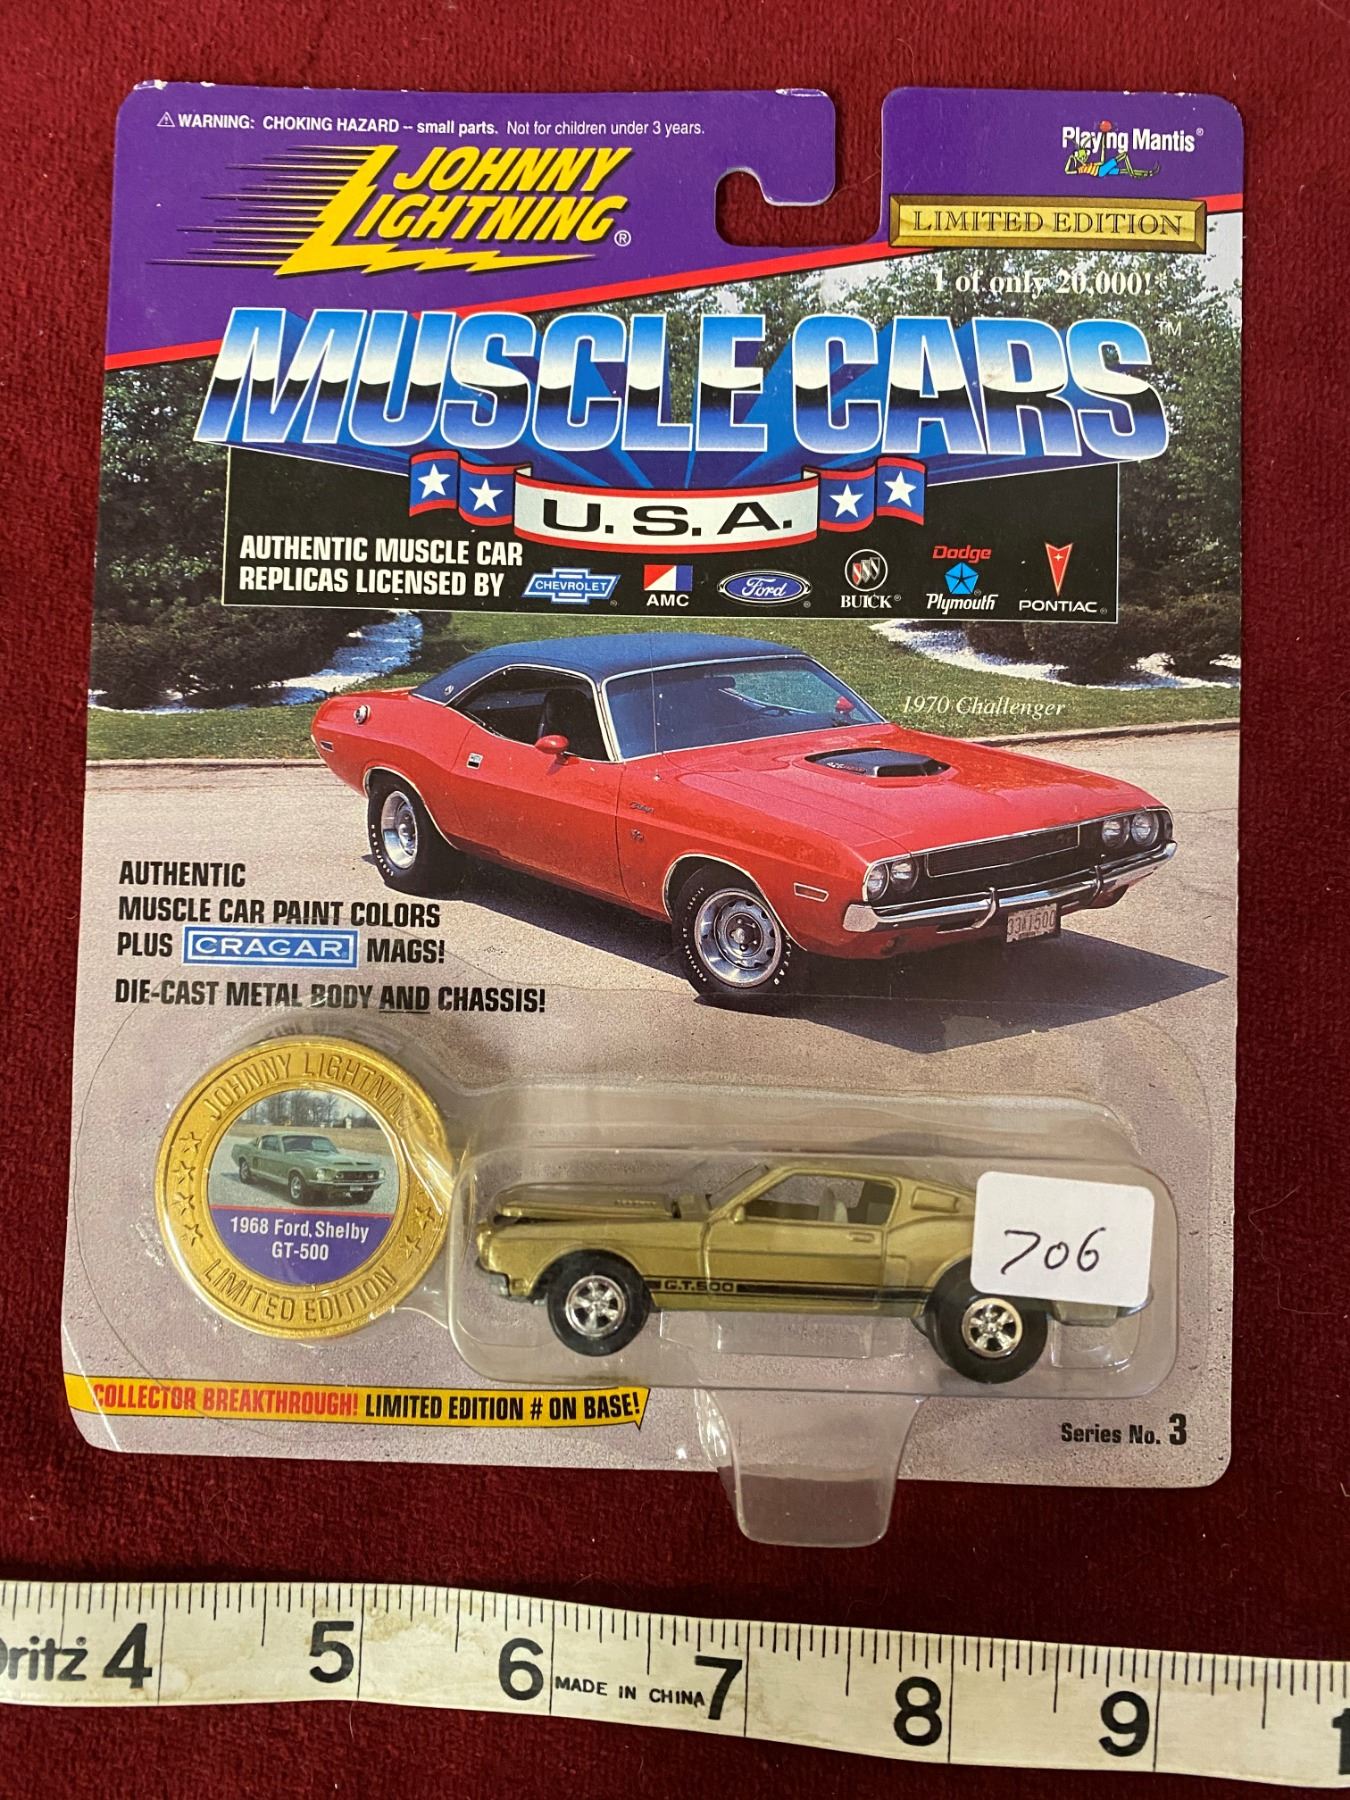 ⚠ WARNING: CHOKING HAZARD -- small parts. Not for children under 3 years.
JOHNNY
LIGHTNING®
Playing Mantis®
LIMITED EDITION
1 of only 20,000!*
MUSCLE CARS™
U.S.A.
AUTHENTIC MUSCLE CAR
REPLICAS LICENSED BY
CHEVROLET®
AMC
Ford®
BUICK®
Dodge
Plymouth
PONTIAC®
1970 Challenger
33A1500
AUTHENTIC
MUSCLE CAR PAINT COLORS
PLUS CRAGAR® MAGS!
DIE-CAST METAL BODY AND CHASSIS!
JOHNNY LIGHTNING
1968 Ford, Shelby
GT-500
LIMITED EDITION
G.T.500
706
COLLECTOR BREAKTHROUGH! LIMITED EDITION # ON BASE!
Series No. 3
4 5 6 MADE IN CHINA 7 8 9